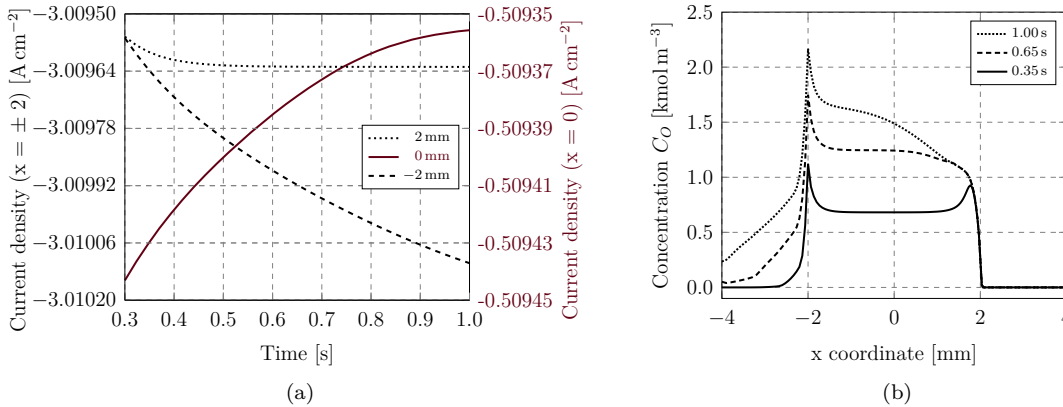 Current density (x = ± 2) [A cm⁻²]
-3.00950
-3.00964
-3.00978
-3.00992
-3.01006
-3.01020
0.3 0.4 0.5 0.6 0.7 0.8 0.9 1.0
Time [s]
2 mm
0 mm
−2 mm
-0.50935
-0.50937
-0.50939
-0.50941
-0.50943
-0.50945
Current density (x = 0) [A cm⁻²]
(a)
Concentration C_O [kmol m⁻³]
2.5
2.0
1.5
1.0
0.5
0.0
−4 −2 0 2 4
x coordinate [mm]
1.00 s
0.65 s
0.35 s
(b)